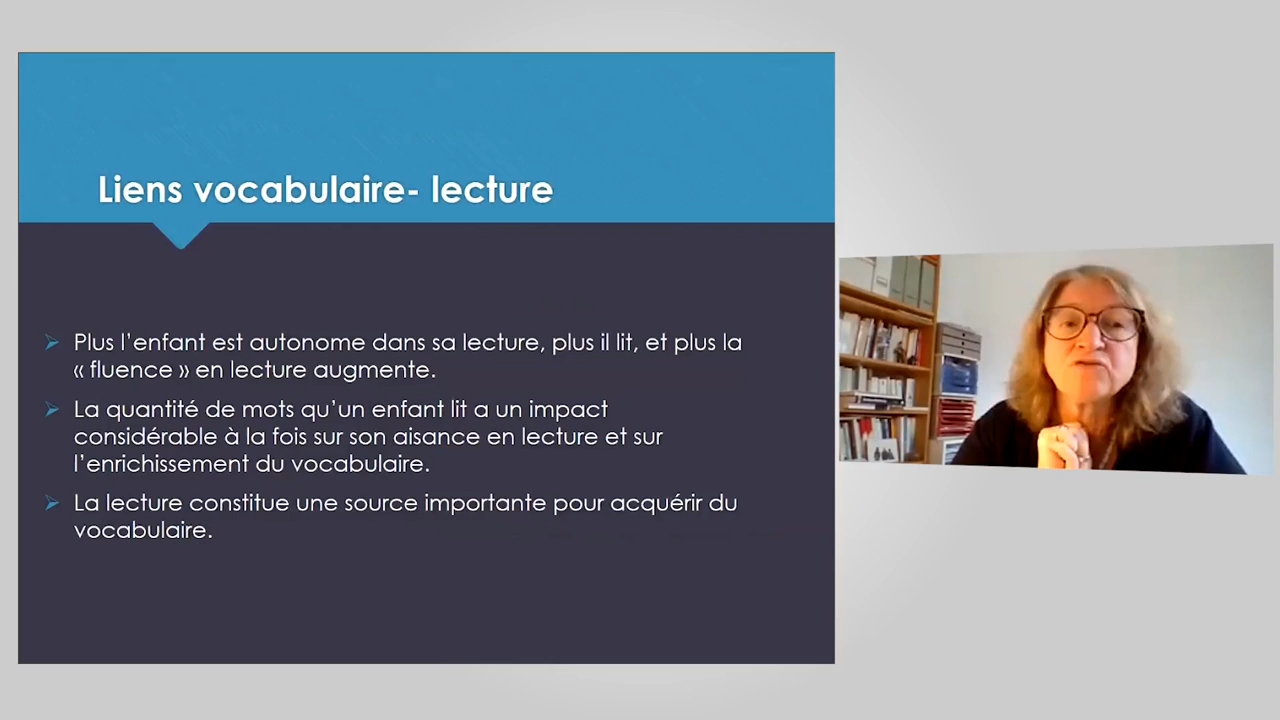 Liens vocabulaire- lecture
Plus l’enfant est autonome dans sa lecture, plus il lit, et plus la
« fluence » en lecture augmente.
La quantité de mots qu’un enfant lit a un impact
considérable à la fois sur son aisance en lecture et sur
l’enrichissement du vocabulaire.
La lecture constitue une source importante pour acquérir du
vocabulaire.